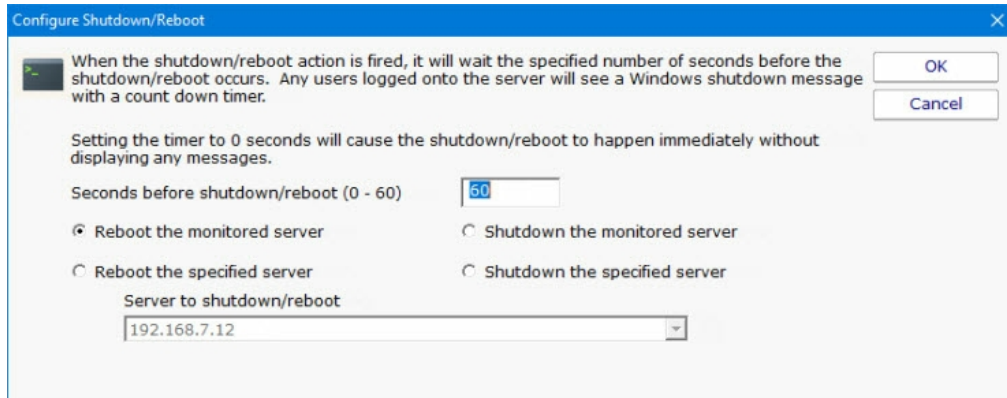 Configure Shutdown/Reboot
When the shutdown/reboot action is fired, it will wait the specified number of seconds before the
shutdown/reboot occurs. Any users logged onto the server will see a Windows shutdown message
with a count down timer.
OK
Cancel
Setting the timer to 0 seconds will cause the shutdown/reboot to happen immediately without
displaying any messages.
Seconds before shutdown/reboot (0 - 60) 60
Reboot the monitored server Shutdown the monitored server
Reboot the specified server Shutdown the specified server
Server to shutdown/reboot
192.168.7.12